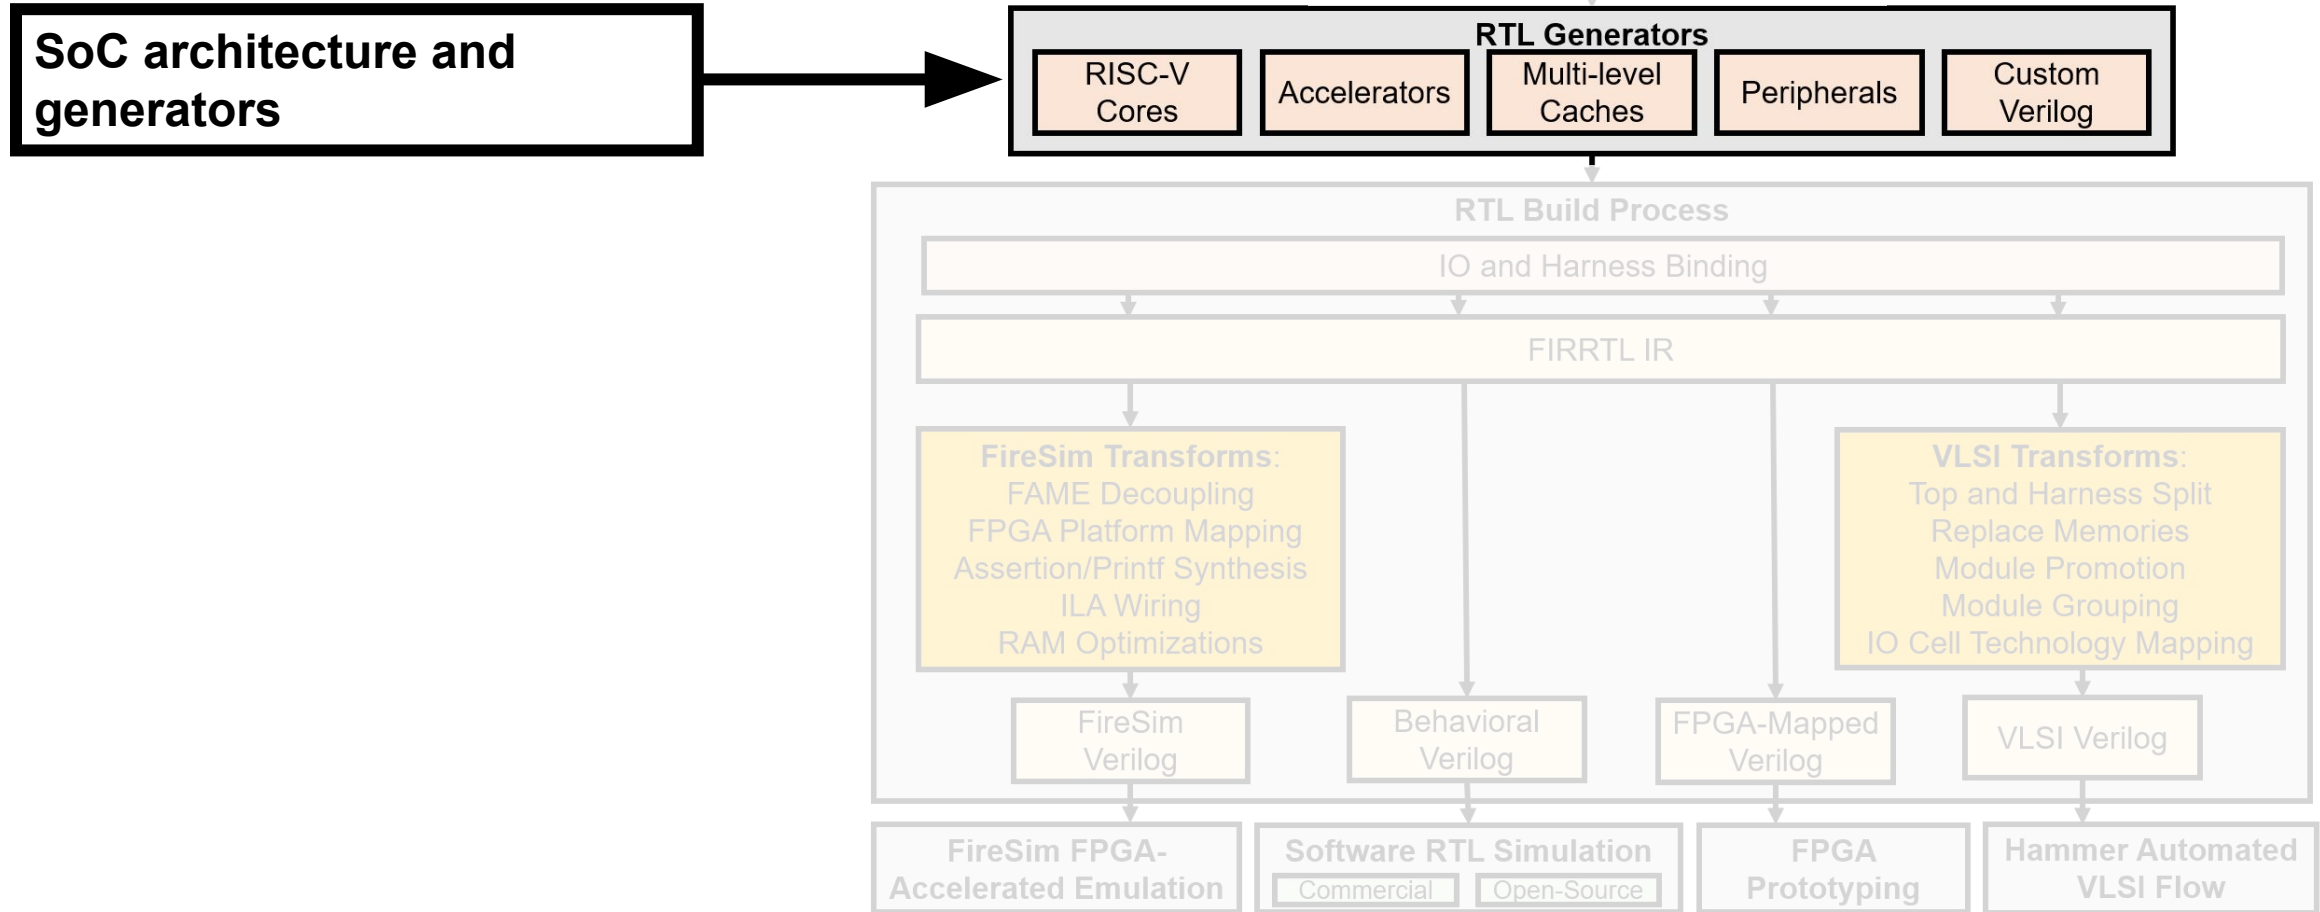 SoC architecture and
generators
RTL Generators
RISC-V
Cores
Accelerators
Multi-level
Caches
Peripherals
Custom
Verilog
RTL Build Process
IO and Harness Binding
FIRRTL IR
FireSim Transforms:
FAME Decoupling
FPGA Platform Mapping
Assertion/Printf Synthesis
ILA Wiring
RAM Optimizations
VLSI Transforms:
Top and Harness Split
Replace Memories
Module Promotion
Module Grouping
IO Cell Technology Mapping
FireSim
Verilog
Behavioral
Verilog
FPGA-Mapped
Verilog
VLSI Verilog
FireSim FPGA-
Accelerated Emulation
Software RTL Simulation
Commercial
Open-Source
FPGA
Prototyping
Hammer Automated
VLSI Flow